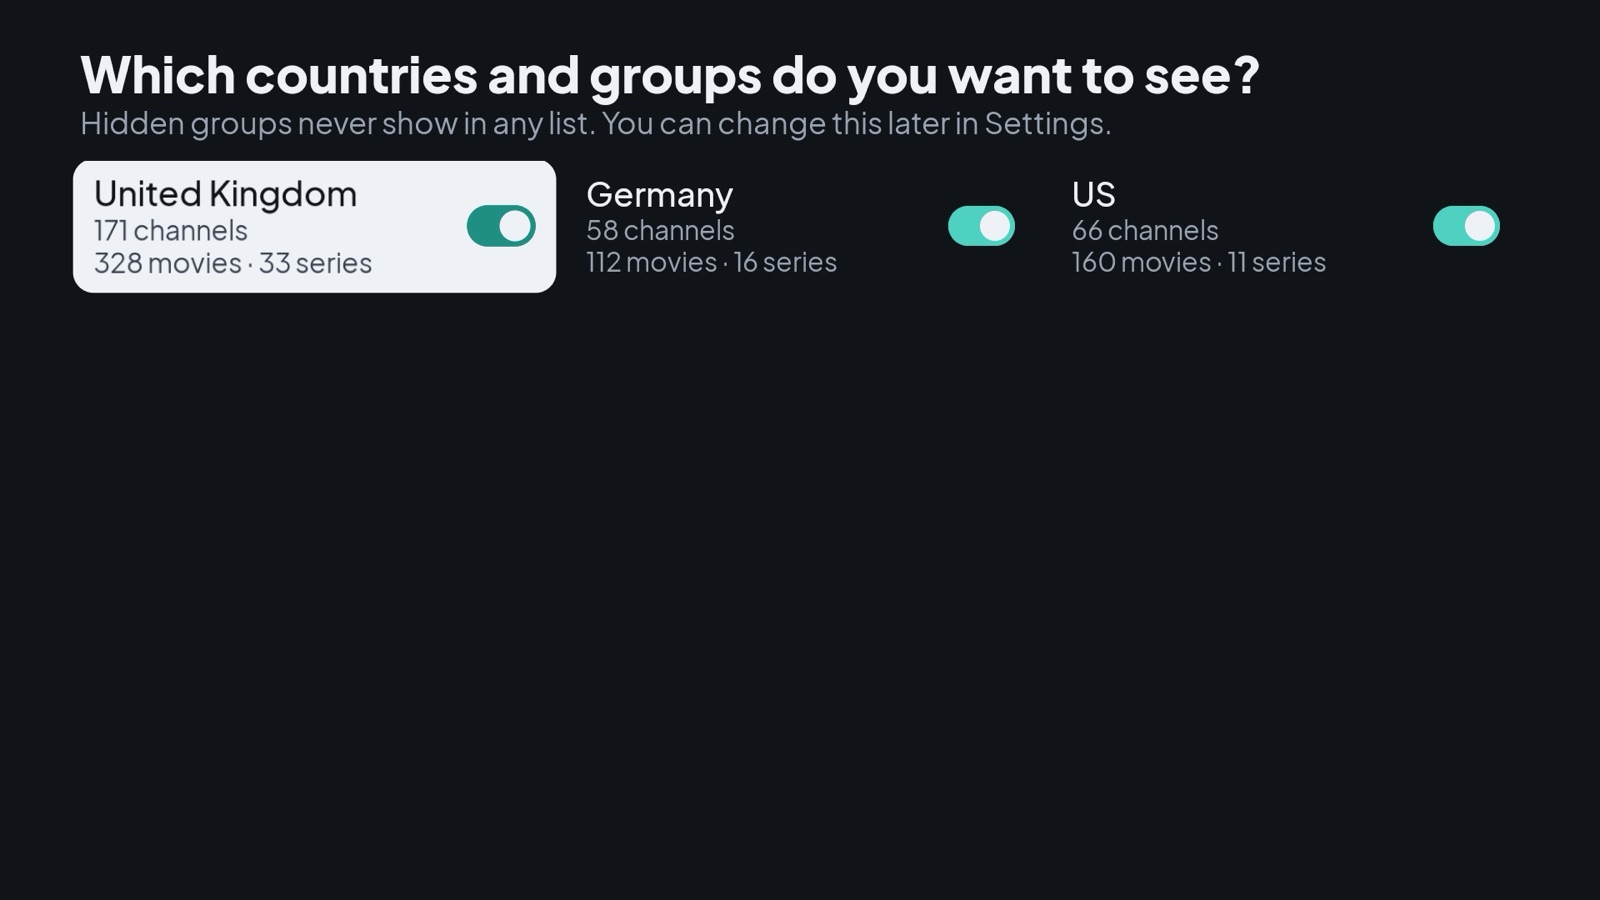 Which countries and groups do you want to see?
Hidden groups never show in any list. You can change this later in Settings.
United Kingdom
171 channels
328 movies · 33 series
Germany
58 channels
112 movies · 16 series
US
66 channels
160 movies · 11 series